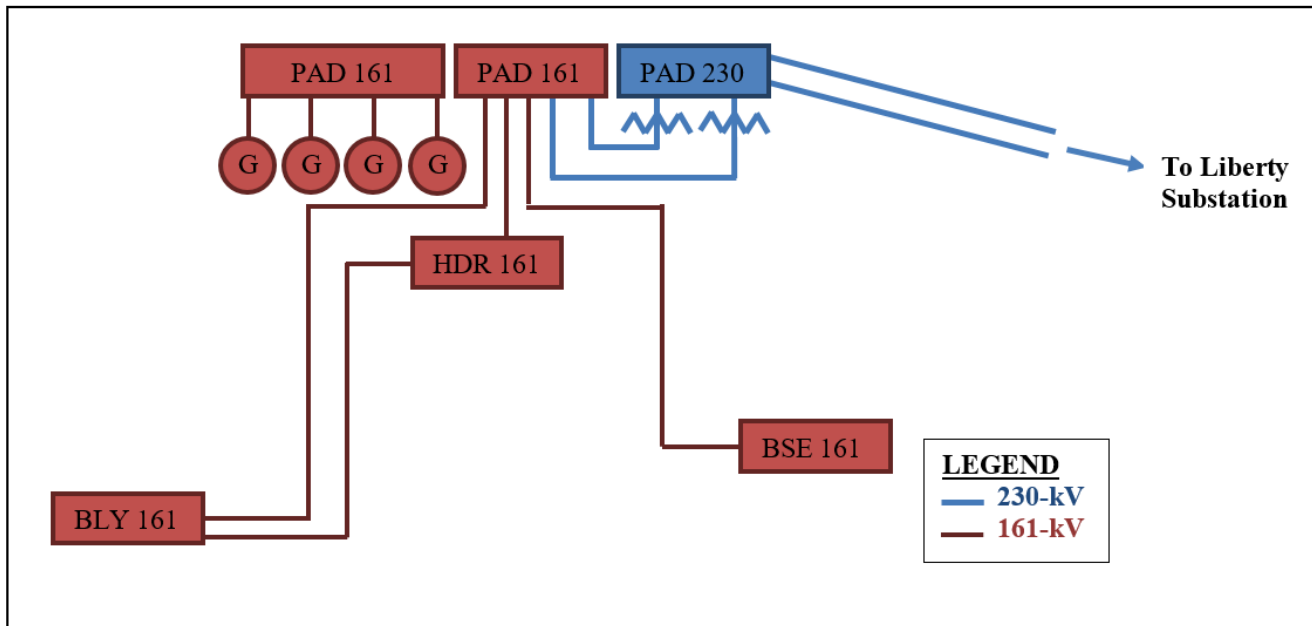 PAD 161
PAD 161
PAD 230
G
G
G
G
To Liberty
Substation
HDR 161
BSE 161
BLY 161
LEGEND
230-kV
161-kV